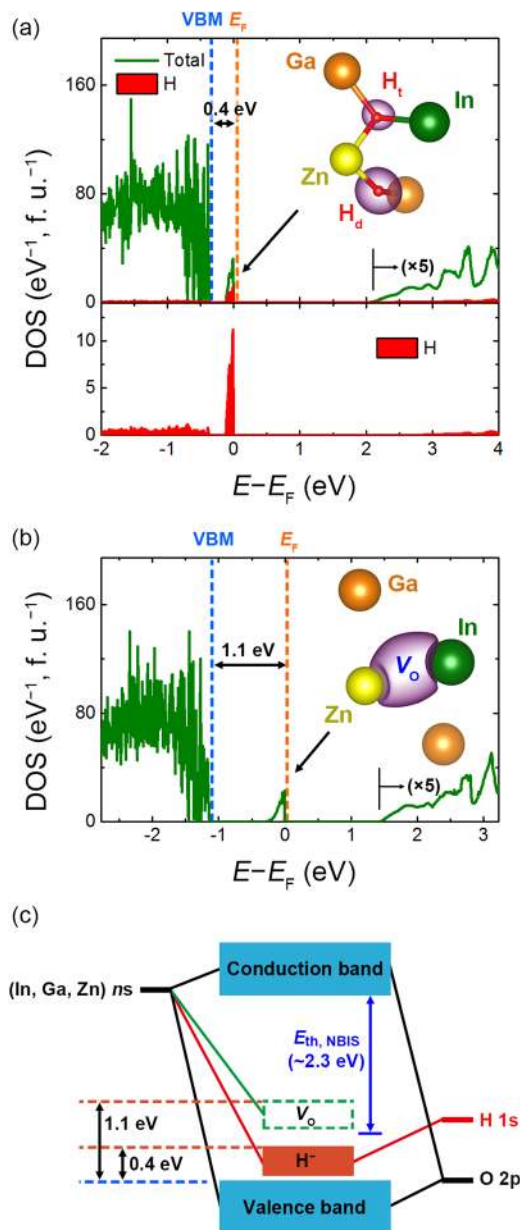 (a)
VBM E_F
Total
H
0.4 eV
Ga
H_t
In
Zn
H_d
(×5)
160
80
0
DOS (eV⁻¹, f. u.⁻¹)
H
10
5
0
-2 -1 0 1 2 3 4
E−E_F (eV)
(b)
VBM E_F
Ga
1.1 eV
In
V_O
Zn
(×5)
160
80
0
DOS (eV⁻¹, f. u.⁻¹)
-2 -1 0 1 2 3
E−E_F (eV)
(c)
Conduction band
(In, Ga, Zn) ns
E_th, NBIS
(~2.3 eV)
V_O
1.1 eV
H 1s
0.4 eV
H⁻
O 2p
Valence band